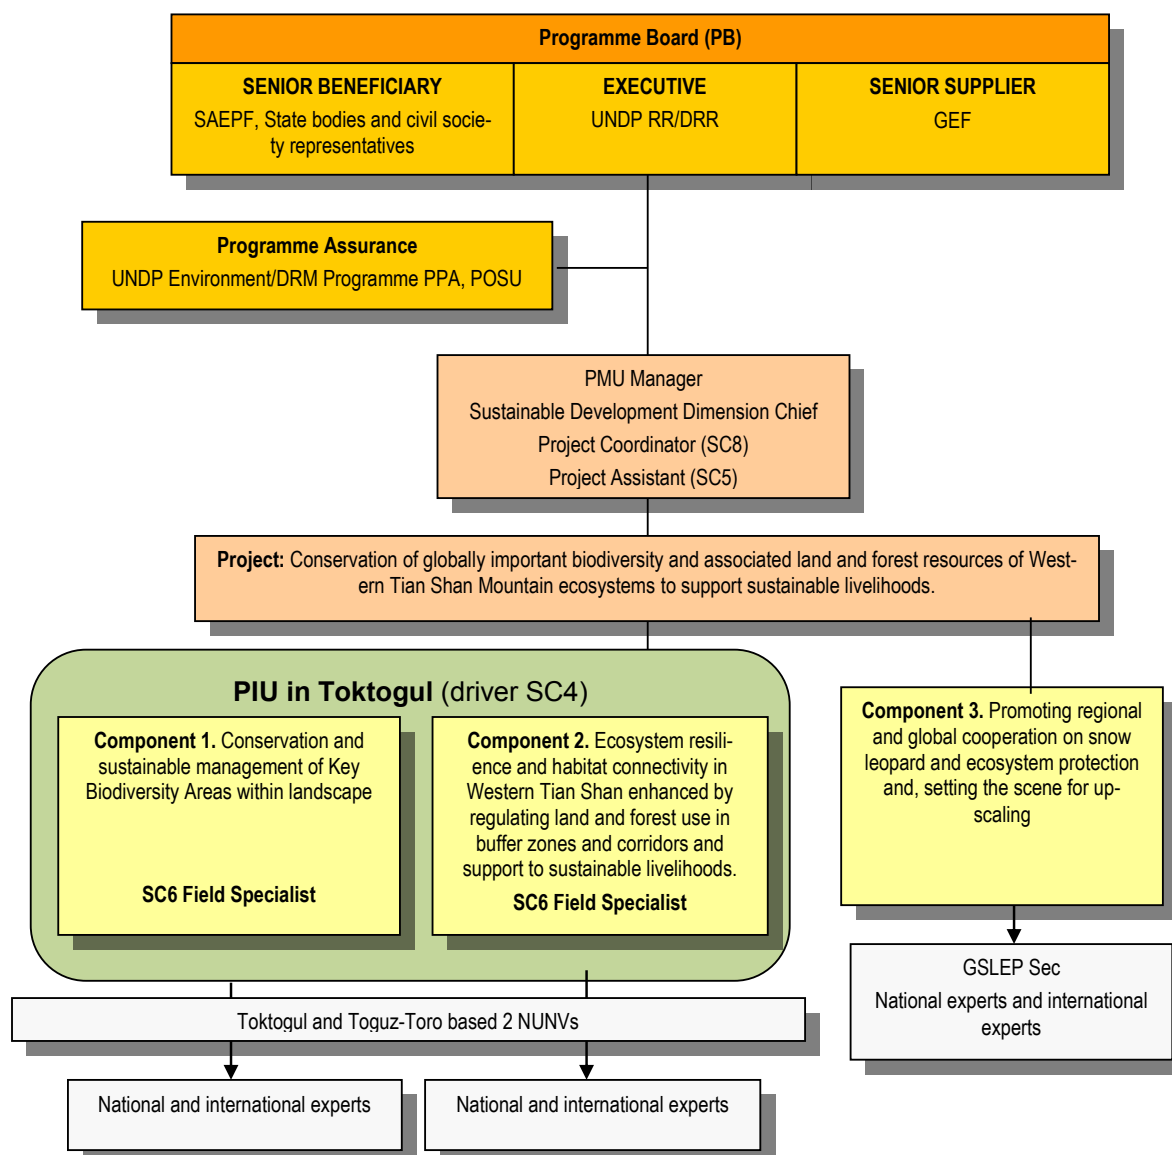 Programme Board (PB)
SENIOR BENEFICIARY
SAEPF, State bodies and civil socie-
ty representatives
EXECUTIVE
UNDP RR/DRR
SENIOR SUPPLIER
GEF
Programme Assurance
UNDP Environment/DRM Programme PPA, POSU
PMU Manager
Sustainable Development Dimension Chief
Project Coordinator (SC8)
Project Assistant (SC5)
Project: Conservation of globally important biodiversity and associated land and forest resources of West-
ern Tian Shan Mountain ecosystems to support sustainable livelihoods.
PIU in Toktogul (driver SC4)
Component 1. Conservation and
sustainable management of Key
Biodiversity Areas within landscape
SC6 Field Specialist
Component 2. Ecosystem resili-
ence and habitat connectivity in
Western Tian Shan enhanced by
regulating land and forest use in
buffer zones and corridors and
support to sustainable livelihoods.
SC6 Field Specialist
Component 3. Promoting regional
and global cooperation on snow
leopard and ecosystem protection
and, setting the scene for up-
scaling
GSLEP Sec
National experts and international
experts
Toktogul and Toguz-Toro based 2 NUNVs
National and international experts
National and international experts